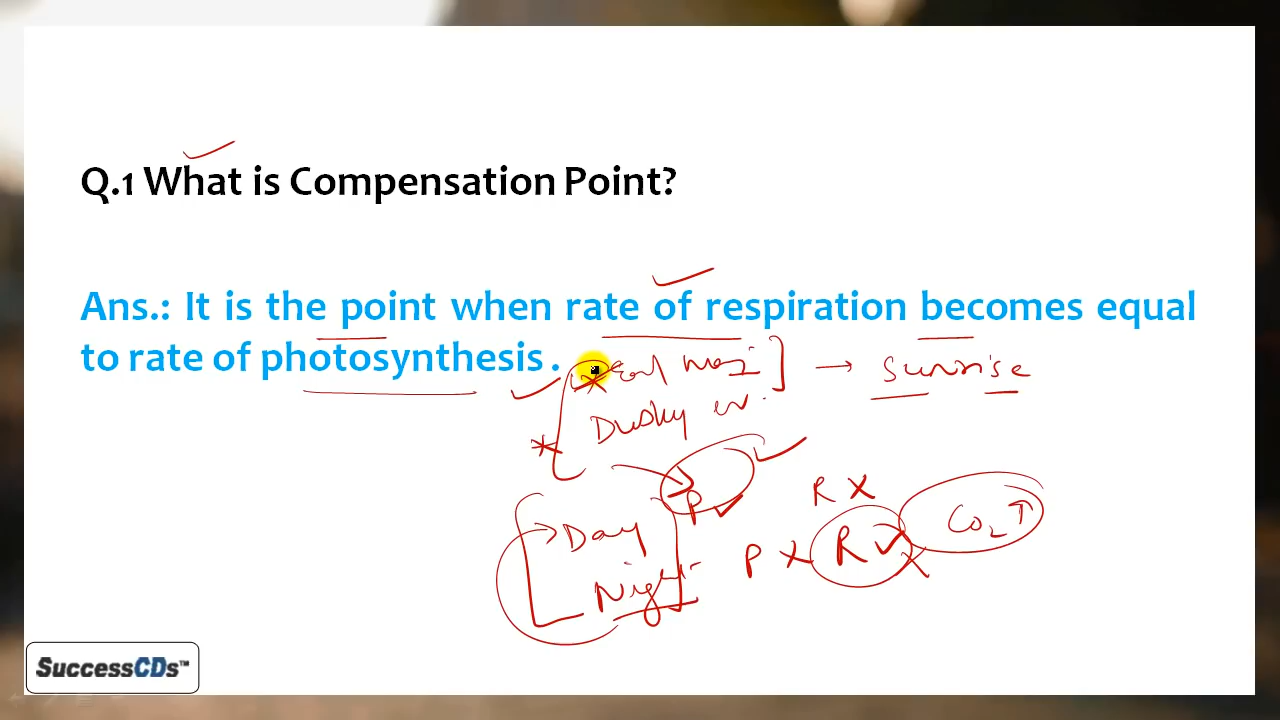 Q.1 What is Compensation Point?
Ans.: It is the point when rate of respiration becomes equal
to rate of photosynthesis.
→ sunrise
Dusky
R X
P ✓
CO2 ↑
Day
P X R ✓
Night
SuccessCDs™